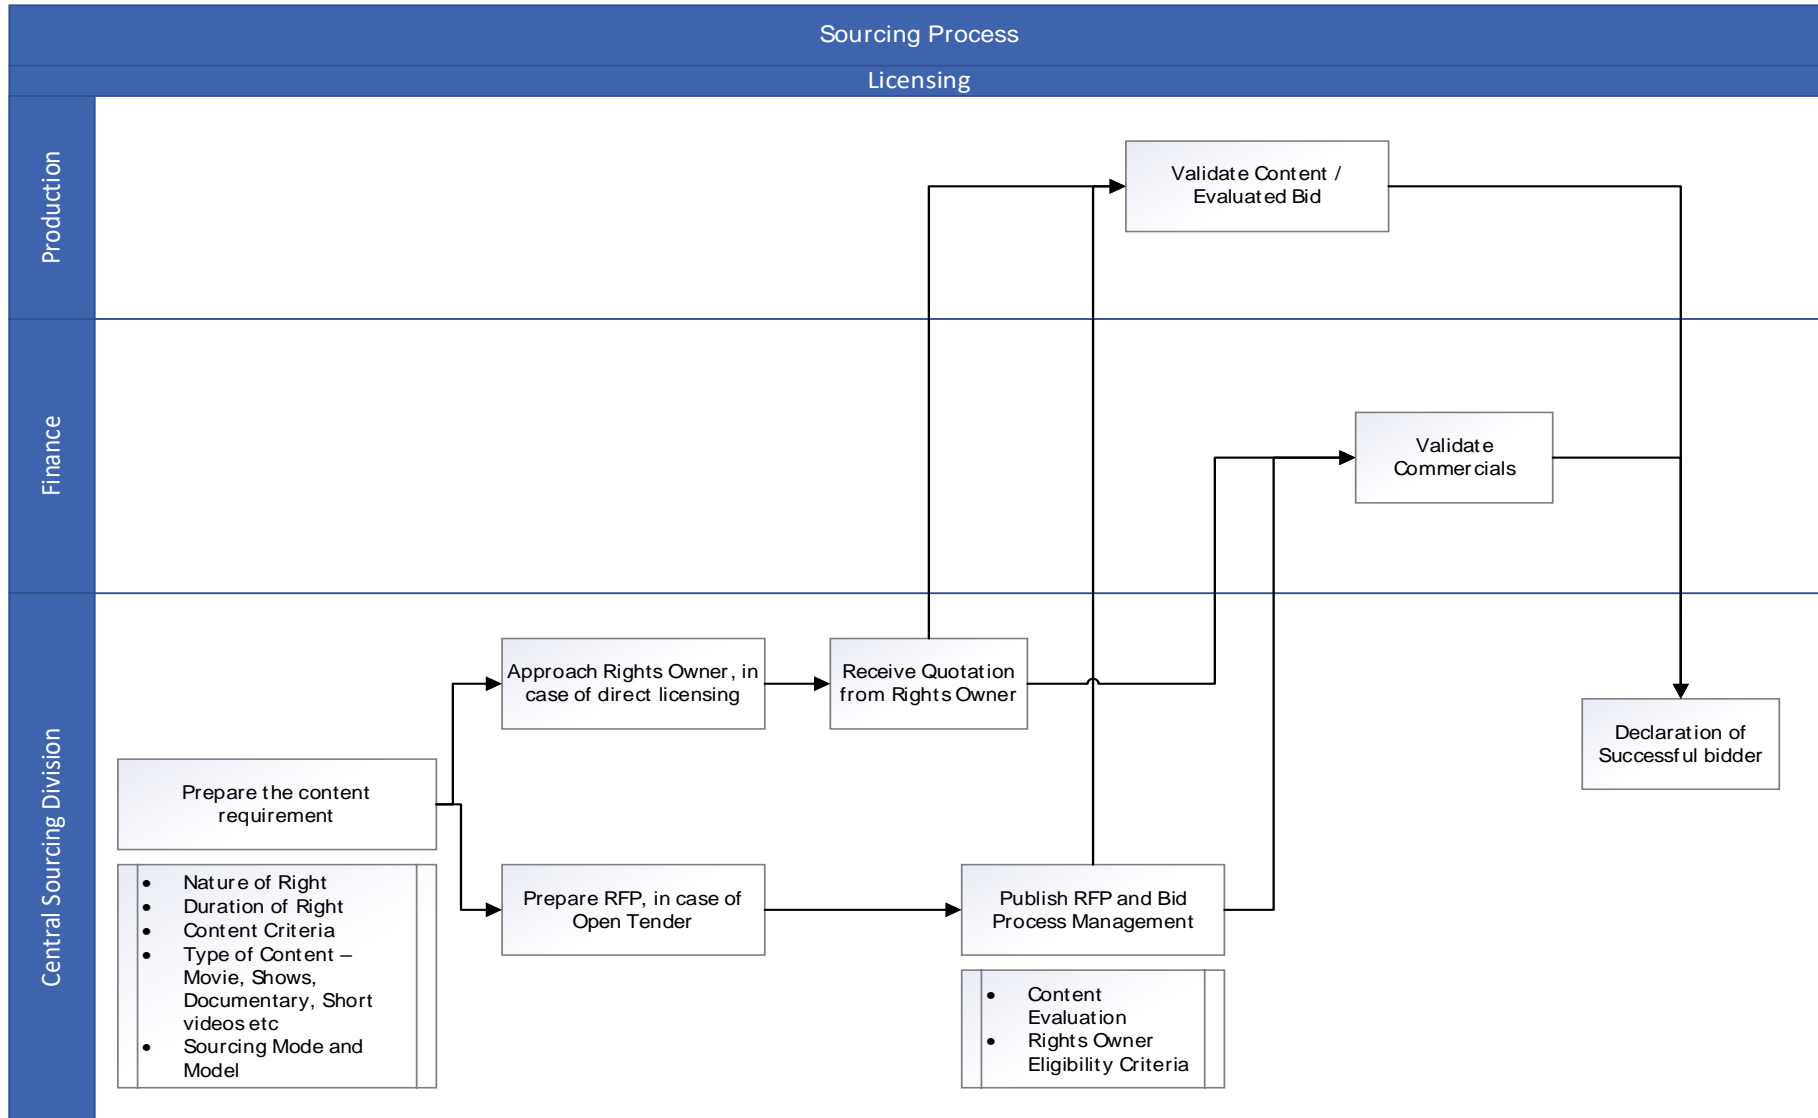 Sourcing Process
Licensing
Production
Validate Content /
Evaluated Bid
Finance
Validate
Commercials
Central Sourcing Division
Approach Rights Owner, in
case of direct licensing
Receive Quotation
from Rights Owner
Declaration of
Successful bidder
Prepare the content
requirement
• Nature of Right
• Duration of Right
• Content Criteria
• Type of Content –
Movie, Shows,
Documentary, Short
videos etc
• Sourcing Mode and
Model
Prepare RFP, in case of
Open Tender
Publish RFP and Bid
Process Management
• Content
Evaluation
• Rights Owner
Eligibility Criteria